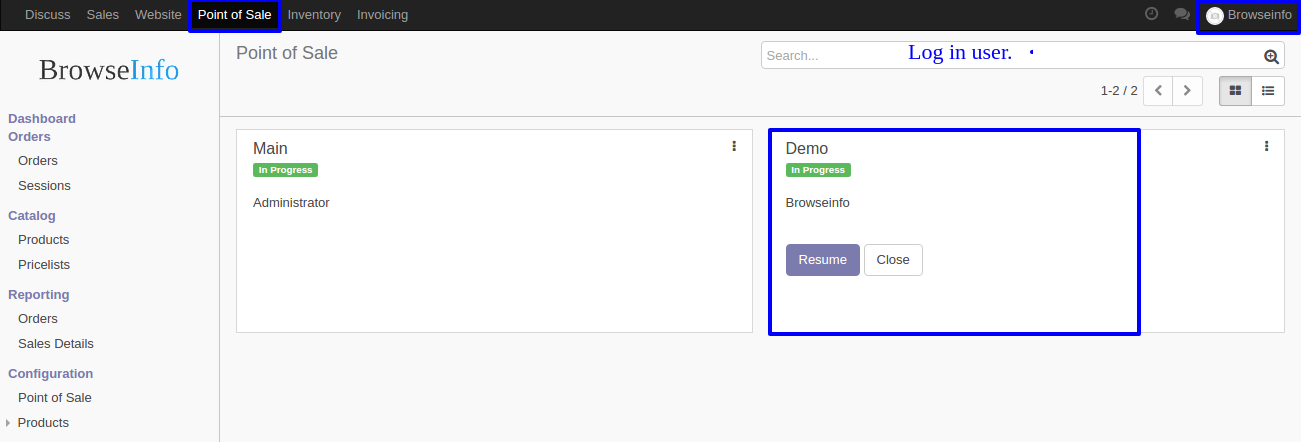 Discuss Sales Website Point of Sale Inventory Invoicing Browseinfo
BrowseInfo
Dashboard
Orders
Orders
Sessions
Catalog
Products
Pricelists
Reporting
Orders
Sales Details
Configuration
Point of Sale
Products
Point of Sale
Search...
Log in user.
1-2 / 2
Main
In Progress
Administrator
Demo
In Progress
Browseinfo
Resume Close